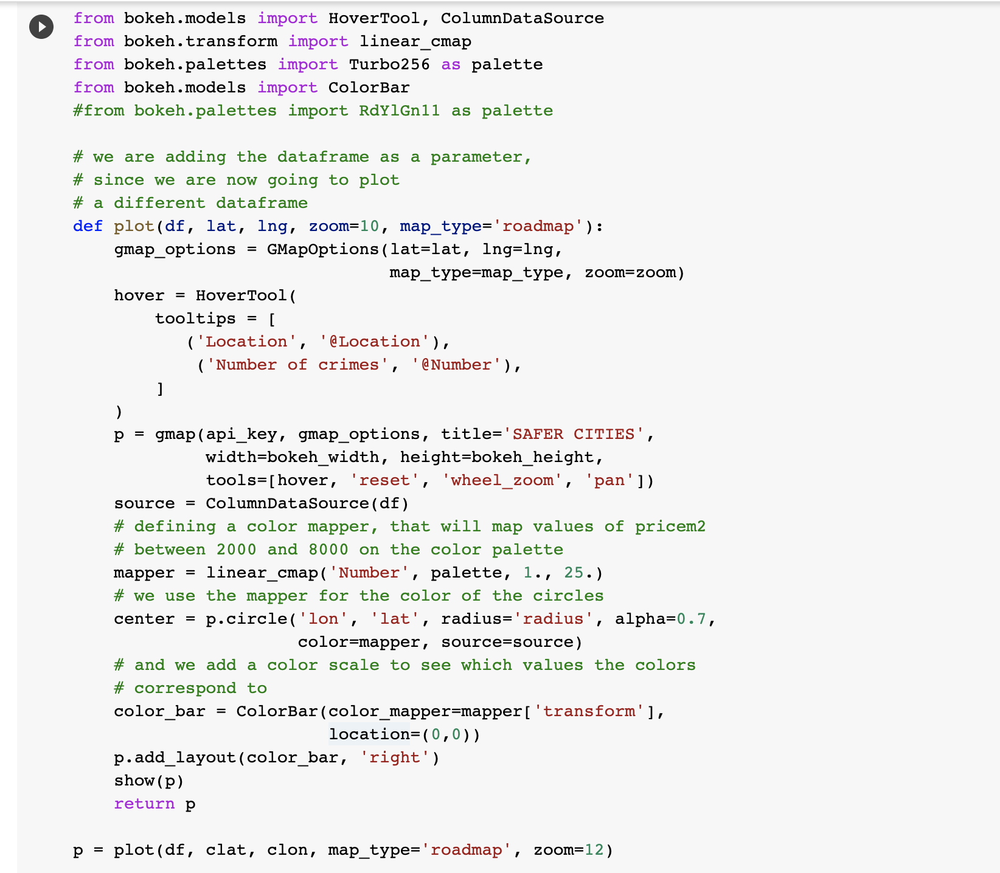 from bokeh.models import HoverTool, ColumnDataSource
from bokeh.transform import linear_cmap
from bokeh.palettes import Turbo256 as palette
from bokeh.models import ColorBar
#from bokeh.palettes import RdYlGn11 as palette

# we are adding the dataframe as a parameter,
# since we are now going to plot
# a different dataframe
def plot(df, lat, lng, zoom=10, map_type='roadmap'):
    gmap_options = GMapOptions(lat=lat, lng=lng,
                               map_type=map_type, zoom=zoom)
    hover = HoverTool(
        tooltips = [
           ('Location', '@Location'),
            ('Number of crimes', '@Number'),
        ]
    )
    p = gmap(api_key, gmap_options, title='SAFER CITIES',
             width=bokeh_width, height=bokeh_height,
             tools=[hover, 'reset', 'wheel_zoom', 'pan'])
    source = ColumnDataSource(df)
    # defining a color mapper, that will map values of pricem2
    # between 2000 and 8000 on the color palette
    mapper = linear_cmap('Number', palette, 1., 25.)
    # we use the mapper for the color of the circles
    center = p.circle('lon', 'lat', radius='radius', alpha=0.7,
                      color=mapper, source=source)
    # and we add a color scale to see which values the colors
    # correspond to
    color_bar = ColorBar(color_mapper=mapper['transform'],
                         location=(0,0))
    p.add_layout(color_bar, 'right')
    show(p)
    return p

p = plot(df, clat, clon, map_type='roadmap', zoom=12)